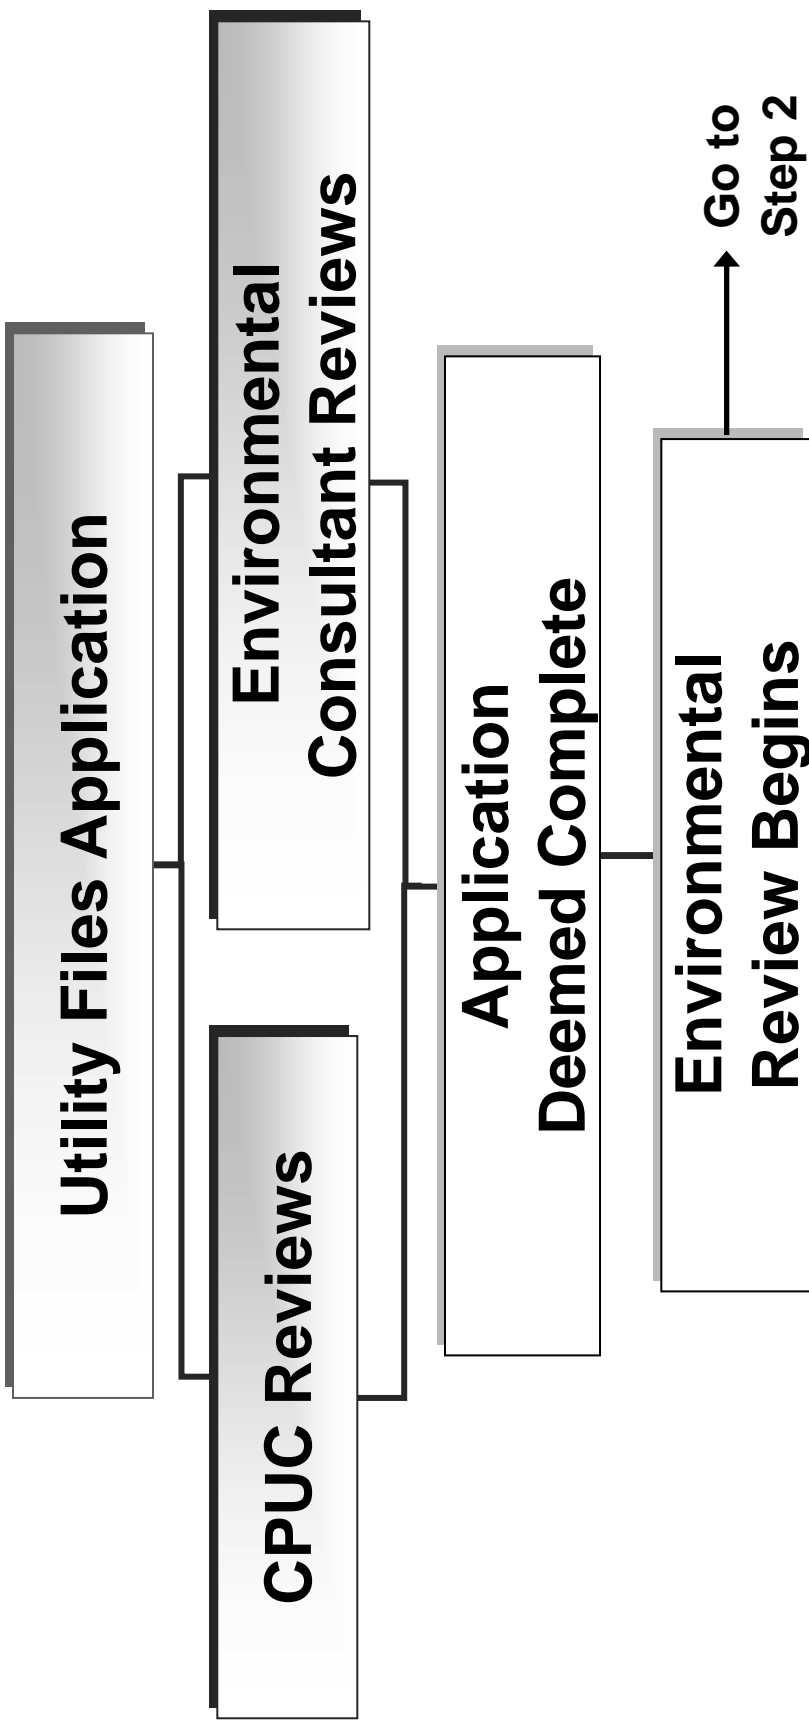 Utility Files Application
CPUC Reviews
Environmental
Consultant Reviews
Application
Deemed Complete
Environmental
Review Begins
Go to
Step 2